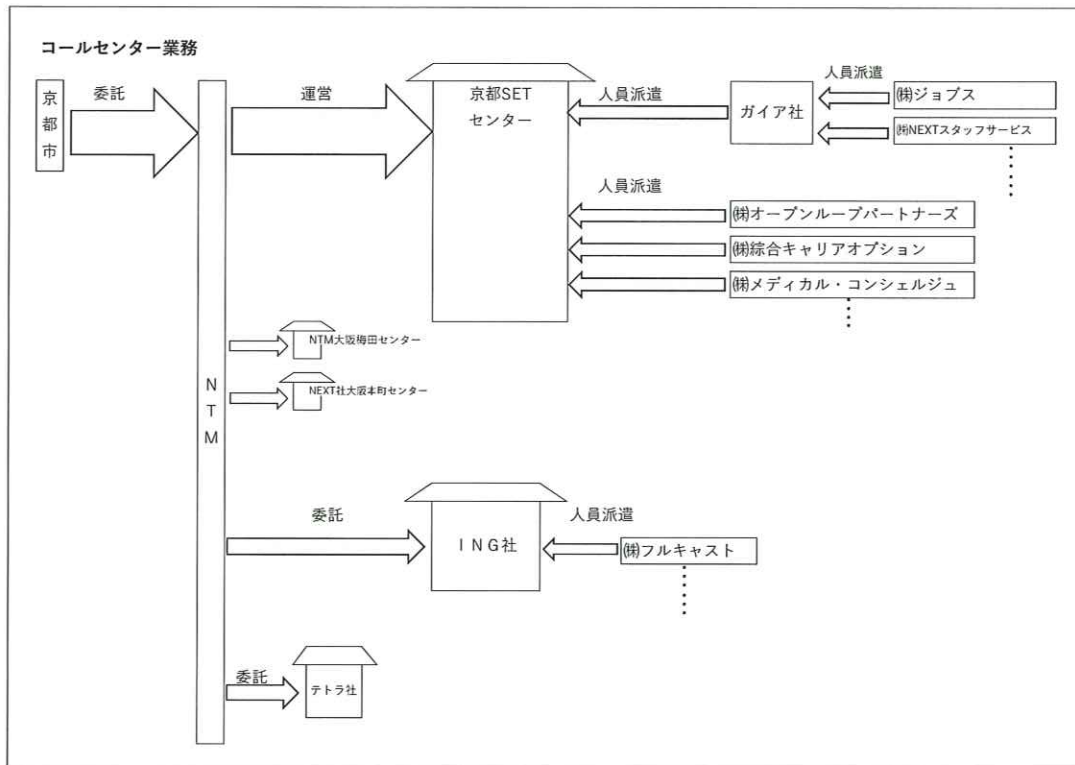 コールセンター業務
京都市
委託
運営
京都SET
センター
人員派遣
ガイア社
人員派遣
㈱ジョブス
㈱NEXTスタッフサービス
人員派遣
㈱オープンループパートナーズ
㈱綜合キャリアオプション
㈱メディカル・コンシェルジュ
NTM大阪梅田センター
NEXT社大阪本町センター
NTM
委託
ING社
人員派遣
㈱フルキャスト
委託
テトラ社